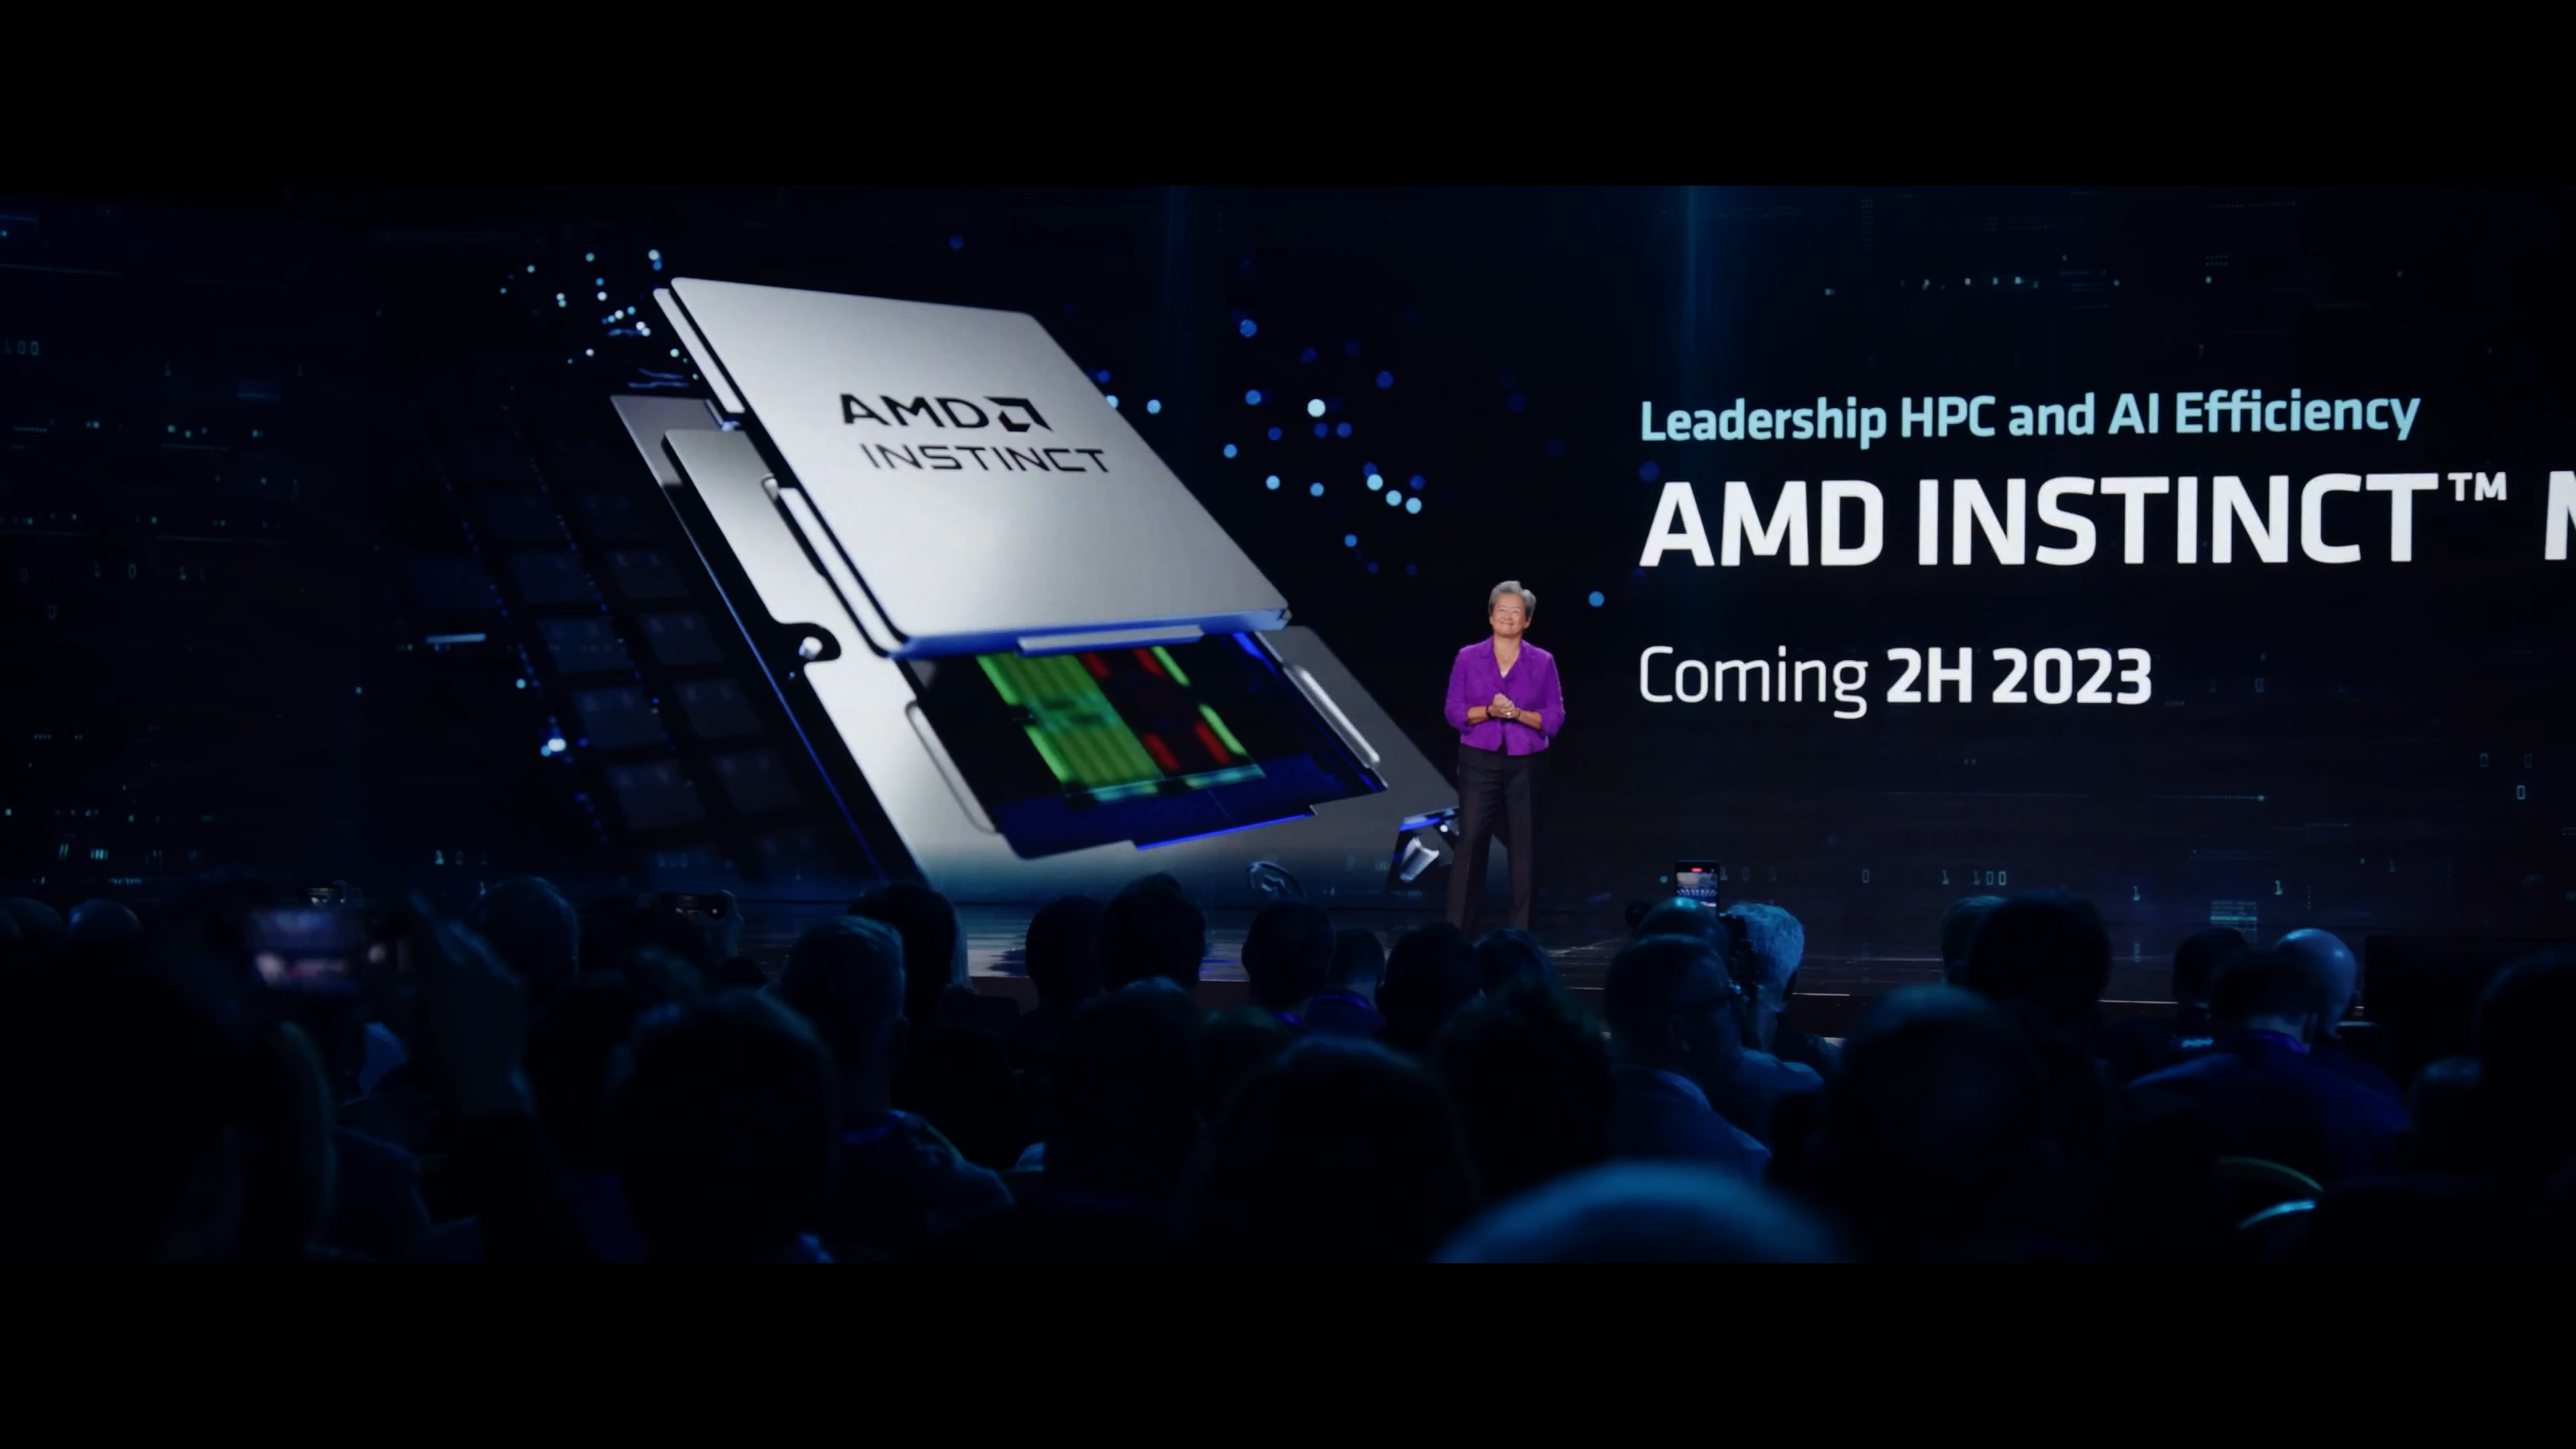 AMD
INSTINCT
Leadership HPC and AI Efficiency
AMD INSTINCT™
Coming 2H 2023